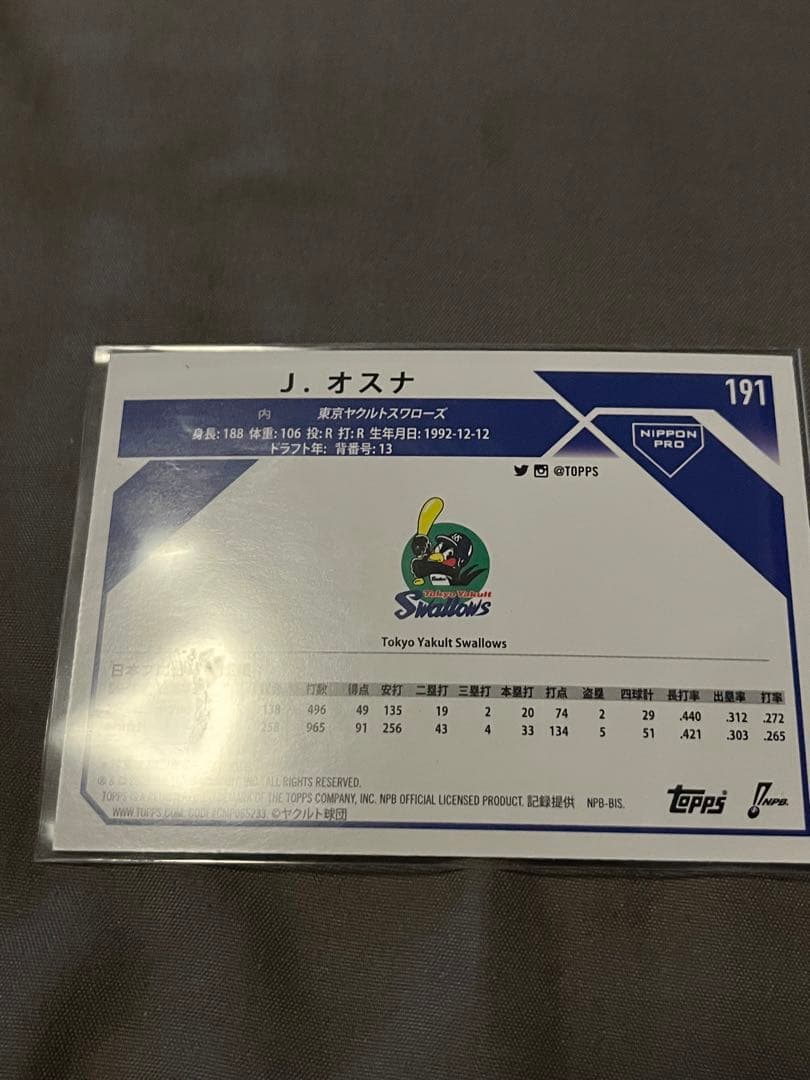 J. オスナ
191
内 東京ヤクルトスワローズ
身長: 188 体重: 106 投: R 打: R 生年月日: 1992-12-12
ドラフト年: 背番号: 13
NIPPON
PRO
@TOPPS
Tokyo Yakult
Swallows
Tokyo Yakult Swallows
打数 得点 安打 二塁打 三塁打 本塁打 打点 盗塁 四球計 長打率 出塁率 打率
138 496 49 135 19 2 20 74 2 29 .440 .312 .272
258 965 91 256 43 4 33 134 5 51 .421 .303 .265
ALL RIGHTS RESERVED.
TOPPS IS A OF THE TOPPS COMPANY, INC. NPB OFFICIAL LICENSED PRODUCT. 記録提供 NPB-BIS.
WWW.TOPPS.COM. ©ヤクルト球団
topps
NPB